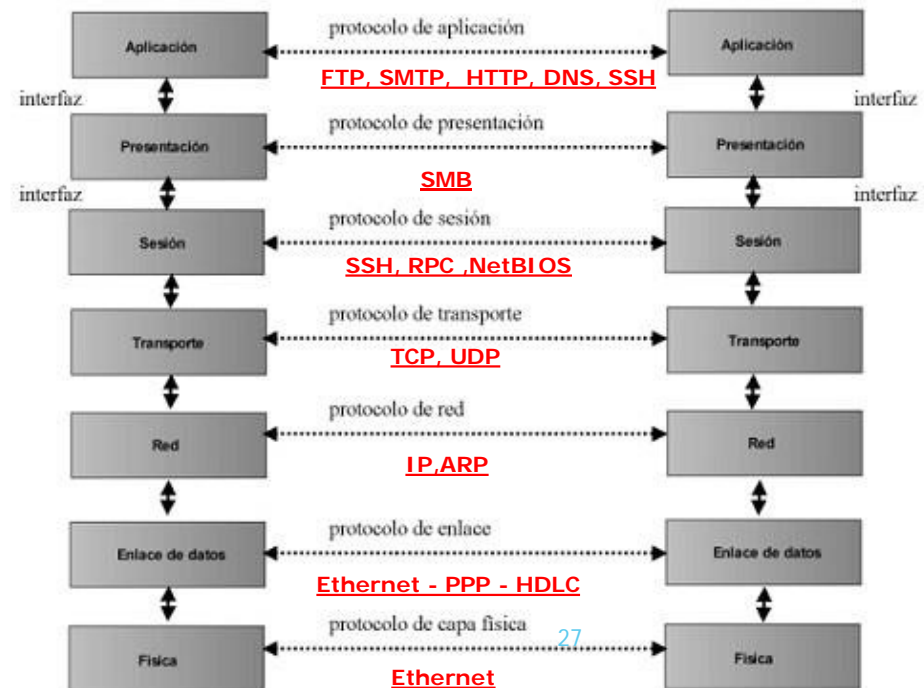 protocolo de aplicación
Aplicación Aplicación
FTP, SMTP, HTTP, DNS, SSH
interfaz interfaz
protocolo de presentación
Presentación Presentación
SMB
interfaz interfaz
protocolo de sesión
Sesión Sesión
SSH, RPC ,NetBIOS
protocolo de transporte
Transporte Transporte
TCP, UDP
protocolo de red
Red Red
IP,ARP
protocolo de enlace
Enlace de datos Enlace de datos
Ethernet - PPP - HDLC
protocolo de capa física
27
Física Física
Ethernet